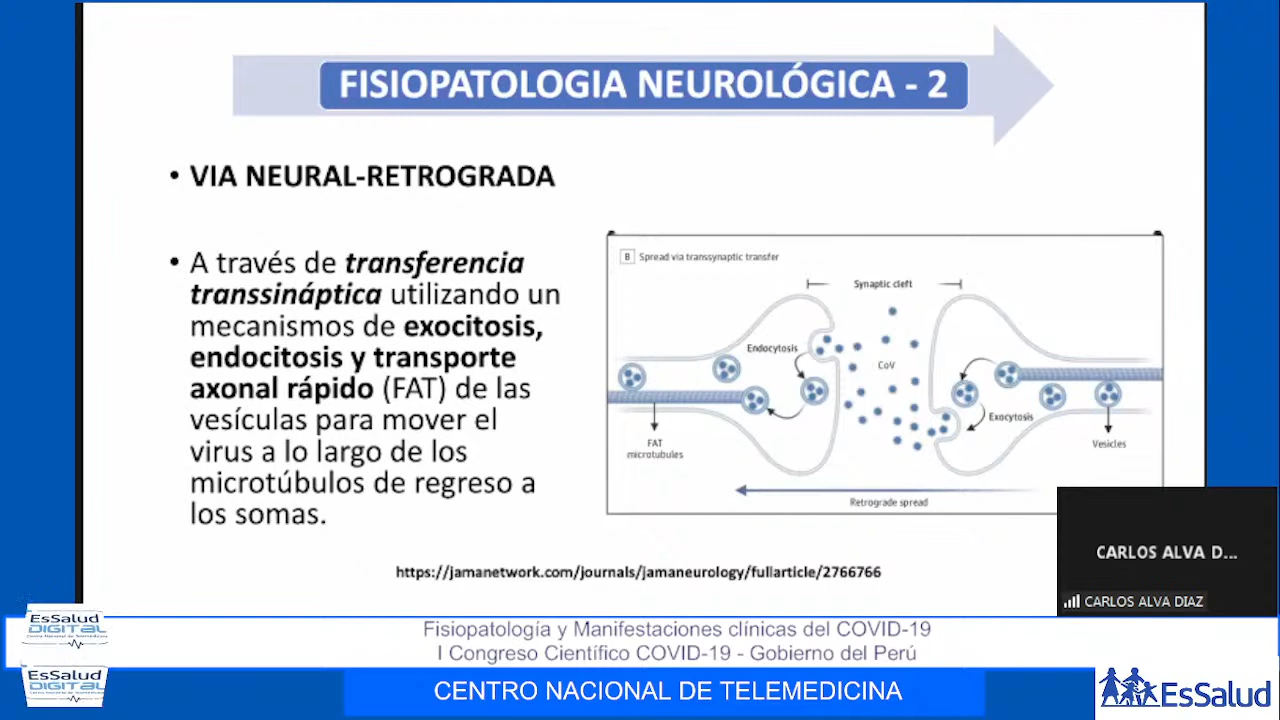 FISIOPATOLOGIA NEUROLÓGICA - 2
• VIA NEURAL-RETROGRADA
• A través de transferencia
transsináptica utilizando un
mecanismos de exocitosis,
endocitosis y transporte
axonal rápido (FAT) de las
vesículas para mover el
virus a lo largo de los
microtúbulos de regreso a
los somas.
B Spread via transsynaptic transfer
Synaptic cleft
Endocytosis
CoV
Exocytosis
FAT
microtubules
Vesicles
Retrograde spread
https://jamanetwork.com/journals/jamaneurology/fullarticle/2766766
CARLOS ALVA D...
CARLOS ALVA DIAZ
EsSalud
DIGITAL
Centro Nacional de Telemedicina
EsSalud
DIGITAL
Fisiopatología y Manifestaciones clínicas del COVID-19
I Congreso Científico COVID-19 - Gobierno del Perú
CENTRO NACIONAL DE TELEMEDICINA
EsSalud